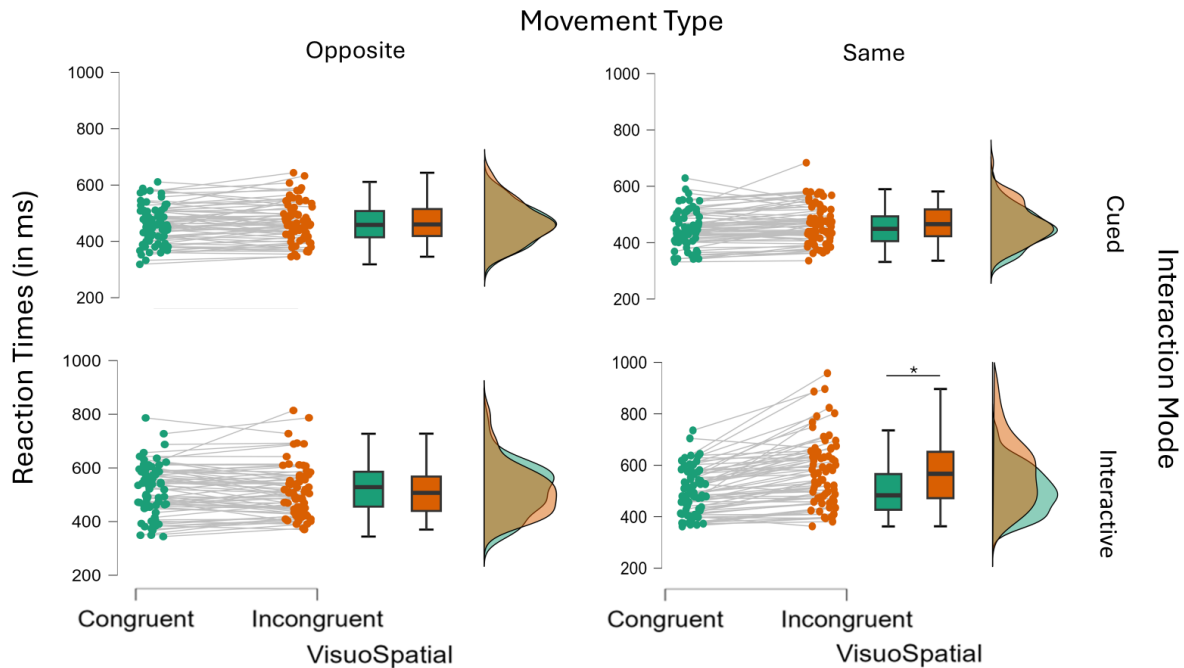 Movement Type
Opposite
Same
Reaction Times (in ms)
Interaction Mode
1000
800
600
400
200
1000
800
600
400
200
Cued
1000
800
600
400
200
1000
800
600
400
200
*
Interactive
Congruent Incongruent
VisuoSpatial
Congruent Incongruent
VisuoSpatial